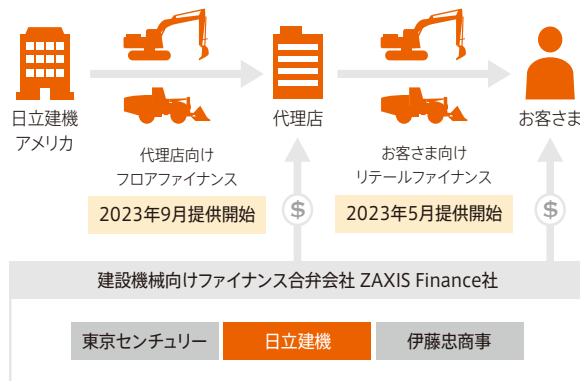 日立建機
アメリカ
代理店
お客さま
代理店向け
フロアファイナンス
2023年9月提供開始
お客さま向け
リテールファイナンス
2023年5月提供開始
$
$
建設機械向けファイナンス合弁会社 ZAXIS Finance社
東京センチュリー
日立建機
伊藤忠商事